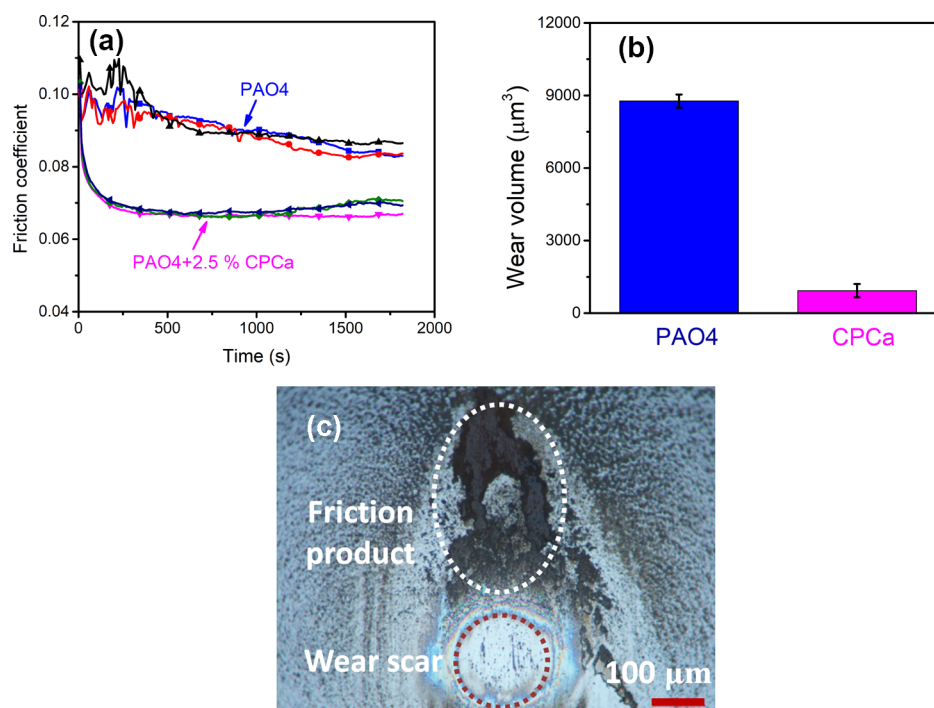 (a)
0.12
0.10
0.08
0.06
0.04
Friction coefficient
PAO4
PAO4+2.5 % CPCa
0
500
1000
1500
2000
Time (s)
(b)
12000
9000
6000
3000
0
Wear volume (μm³)
PAO4
CPCa
(c)
Friction
product
Wear scar
100 μm